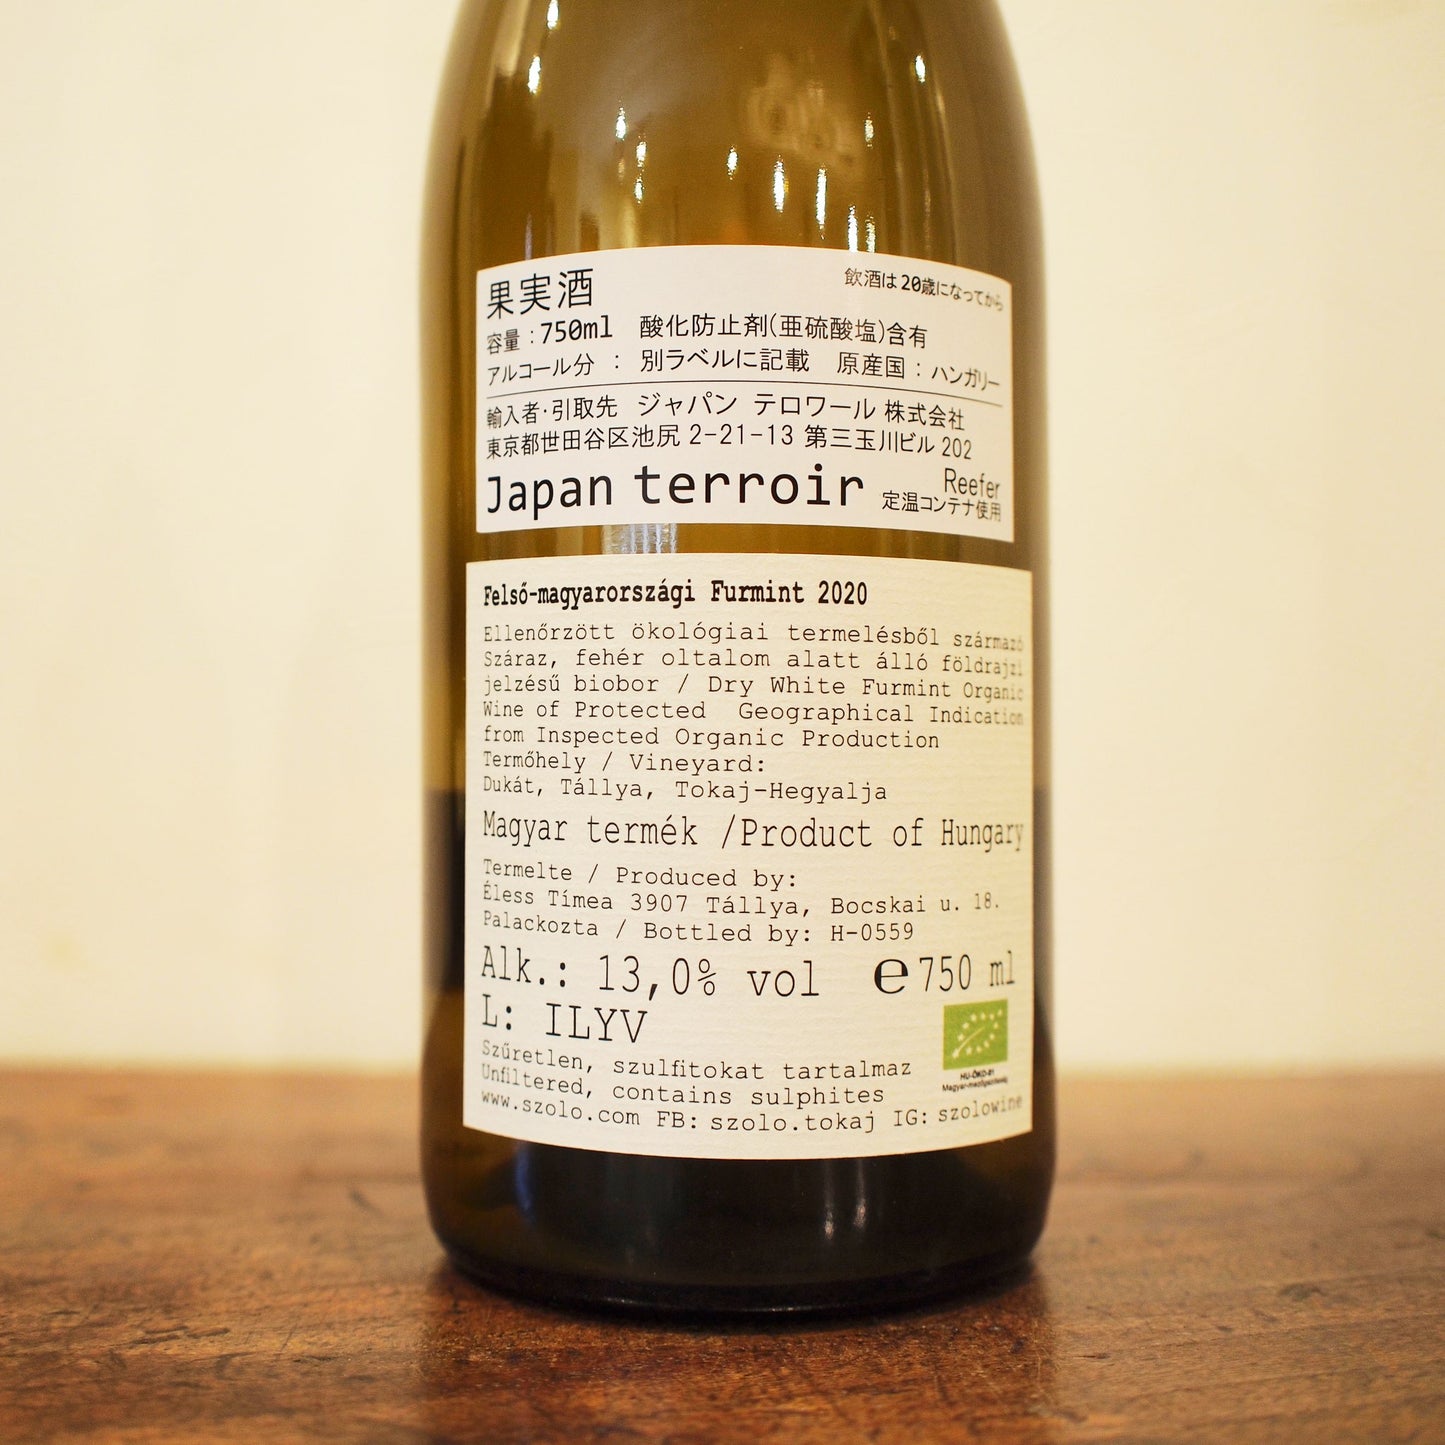 果実酒
飲酒は20歳になってから
容量：750ml　酸化防止剤(亜硫酸塩)含有
アルコール分 ： 別ラベルに記載　原産国：ハンガリー
輸入者・引取先　ジャパン テロワール 株式会社
東京都世田谷区池尻 2-21-13 第三玉川ビル 202
Japan terroir
Reefer
定温コンテナ使用
Felső-magyarországi Furmint 2020
Ellenőrzött ökológiai termelésből származó
Száraz, fehér oltalom alatt álló földrajzi
jelzésű biobor / Dry White Furmint Organic
Wine of Protected Geographical Indication
from Inspected Organic Production
Termőhely / Vineyard:
Dukát, Tállya, Tokaj-Hegyalja
Magyar termék /Product of Hungary
Termelte / Produced by:
Éless Tímea 3907 Tállya, Bocskai u. 18.
Palackozta / Bottled by: H-0559
Alk.: 13,0% vol ℮750 ml
L: ILYV
HU-ÖKO-01
Magyar-mezőgazdaság
Szűretlen, szulfitokat tartalmaz
Unfiltered, contains sulphites
www.szolo.com FB: szolo.tokaj IG: szolowine